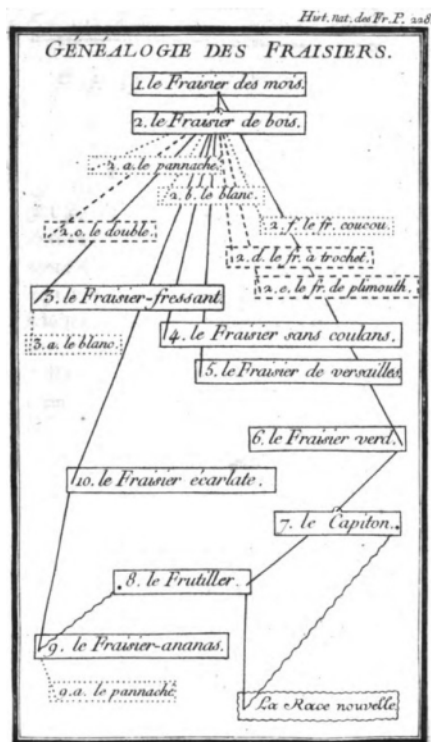 Hist. nat. des Fr. P. 228
GÉNÉALOGIE DES FRAISIERS.
1. le Fraisier des mois.
2. le Fraisier de bois.
2. a. le pannaché.
2. b. le blanc.
2. c. le double.
2. f. le fr. coucou.
2. d. le fr. à trochet.
2. e. le fr. de plimouth.
3. le Fraisier-fressant.
3. a. le blanc.
4. le Fraisier sans coulans.
5. le Fraisier de versailles
6. le Fraisier verd.
10. le Fraisier écarlate.
7. le Capiton.
8. le Frutiller.
9. le Fraisier-ananas.
9. a. le pannaché
La Race nouvelle.